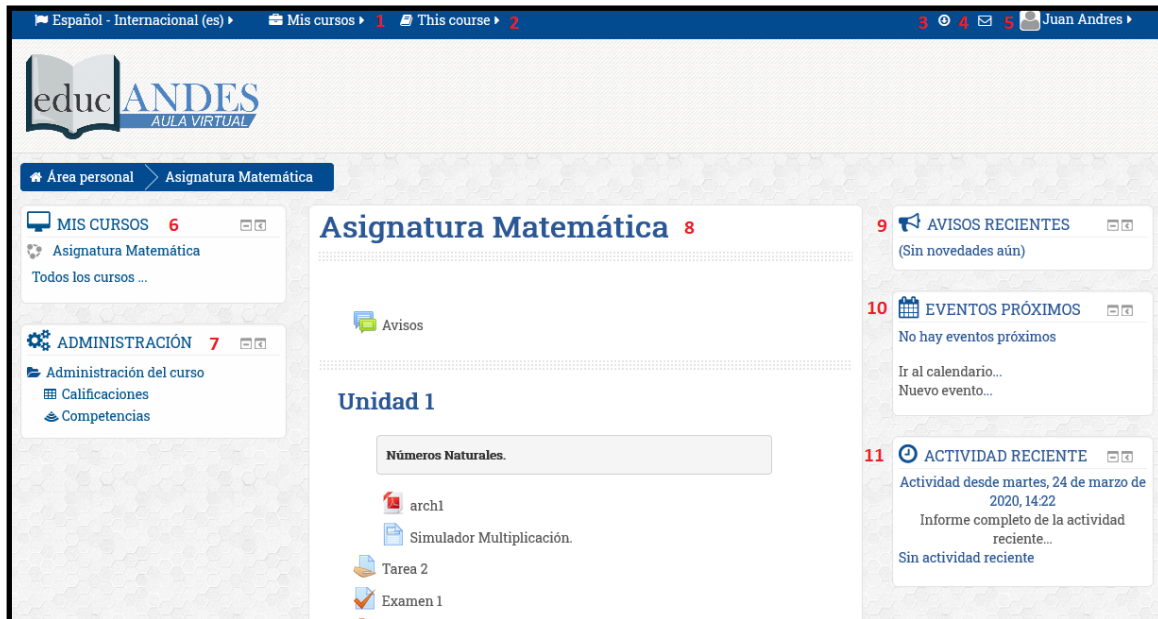 Español - Internacional (es) Mis cursos 1 This course 2 3 4 5 Juan Andres
educ ANDES
AULA VIRTUAL
Área personal Asignatura Matemática
MIS CURSOS 6
Asignatura Matemática
Todos los cursos ...
ADMINISTRACIÓN 7
Administración del curso
Calificaciones
Competencias
Asignatura Matemática 8
Avisos
Unidad 1
Números Naturales.
arch1
Simulador Multiplicación.
Tarea 2
Examen 1
9 AVISOS RECIENTES
(Sin novedades aún)
10 EVENTOS PRÓXIMOS
No hay eventos próximos
Ir al calendario...
Nuevo evento...
11 ACTIVIDAD RECIENTE
Actividad desde martes, 24 de marzo de
2020, 14:22
Informe completo de la actividad
reciente...
Sin actividad reciente